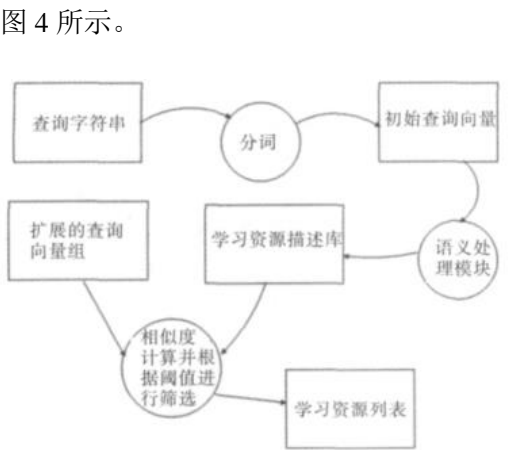 图 4 所示。
查询字符串
分词
初始查询向量
扩展的查询
向量组
学习资源描述库
语义处
理模块
相似度
计算并根
据阈值进
行筛选
学习资源列表